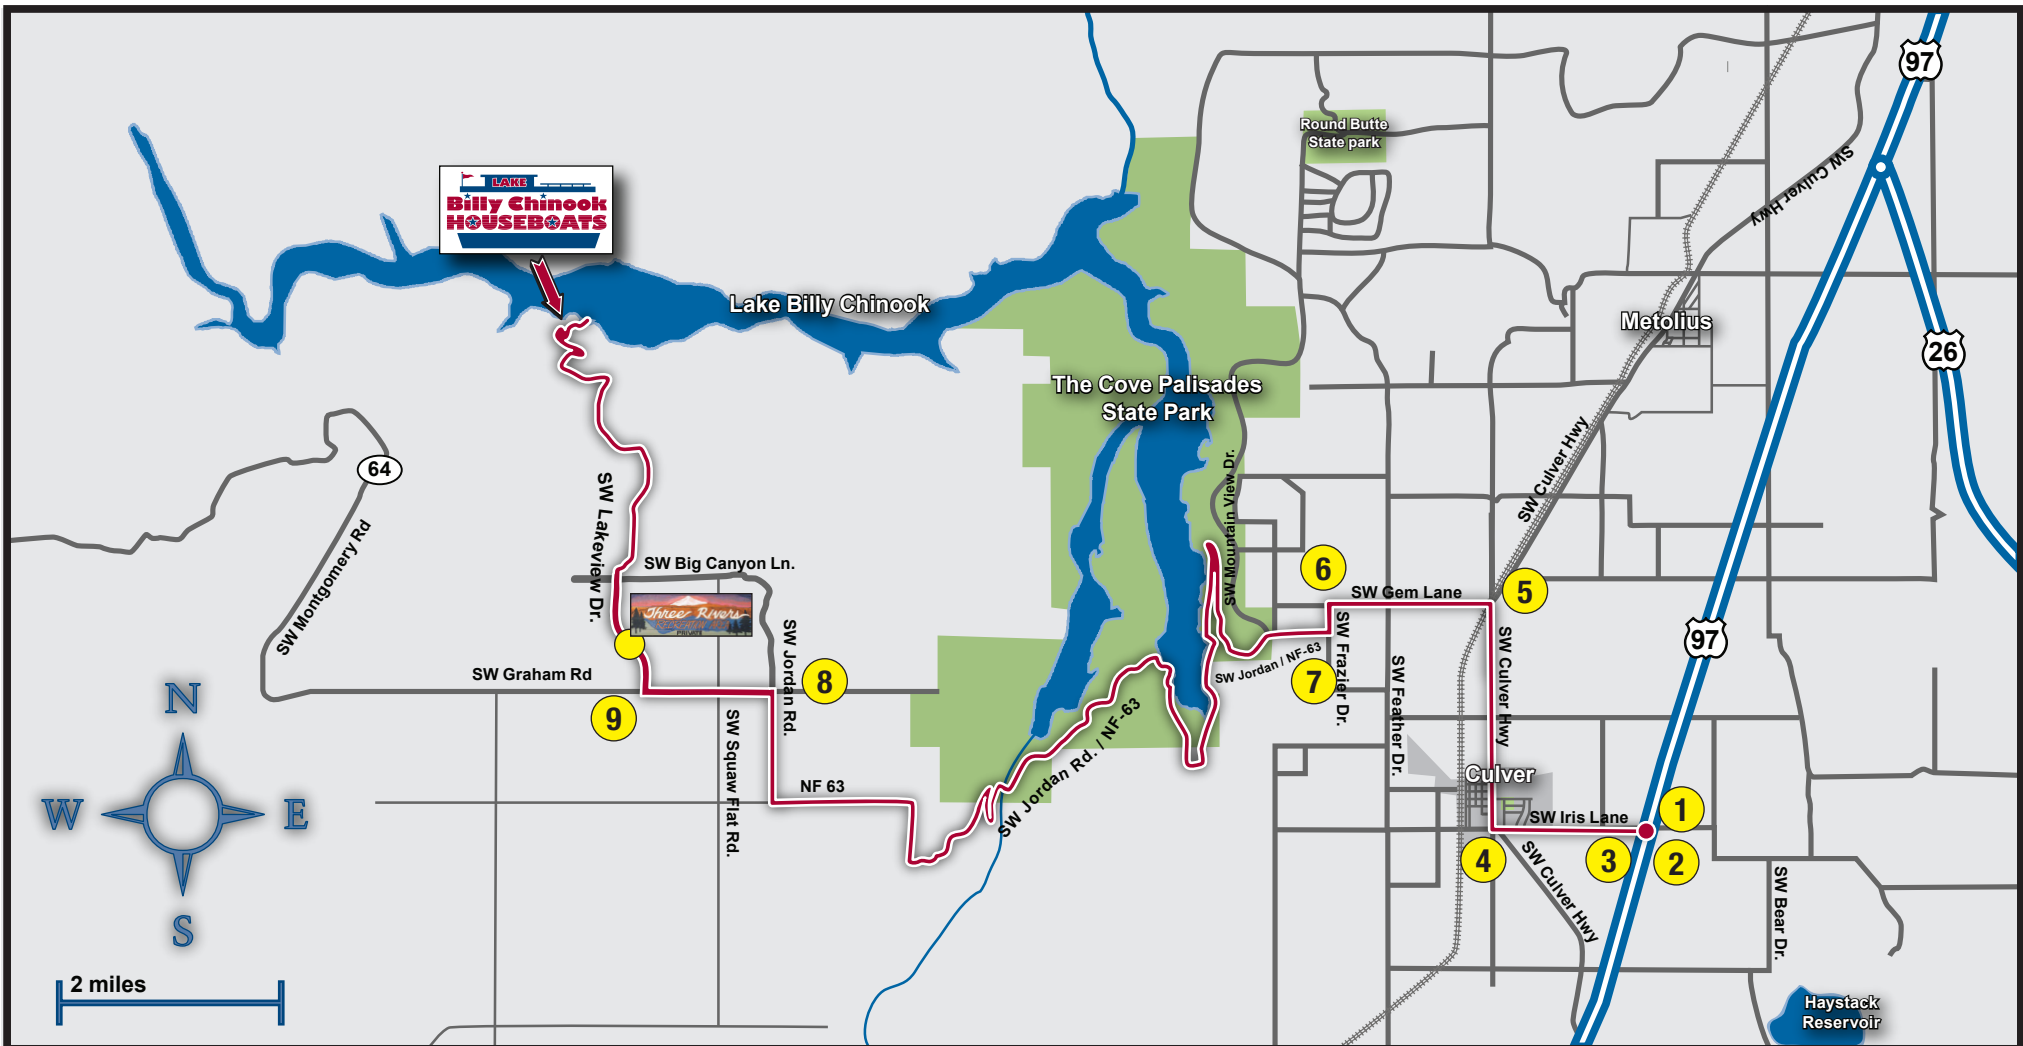 97
Round Butte
State park
SW Culver Hwy
LAKE
Billy Chinook
HOUSEBOATS
Lake Billy Chinook
Metolius
26
The Cove Palisades
State Park
64
SW Culver Hwy
SW Mountain View Dr.
SW Lakeview Dr.
SW Montgomery Rd
SW Big Canyon Ln.
6
5
SW Gem Lane
Three Rivers
RECREATION AREA
PRIVATE
97
SW Jordan Rd.
SW Frazier Dr.
SW Culver Hwy
SW Jordan / NF-63
SW Feather Dr.
SW Graham Rd
8
7
9
N
SW Squaw Flat Rd.
SW Jordan Rd. / NF-63
NF 63
Culver
W
E
SW Iris Lane
1
4
3
2
SW Culver Hwy
SW Bear Dr.
S
2 miles
Haystack
Reservoir